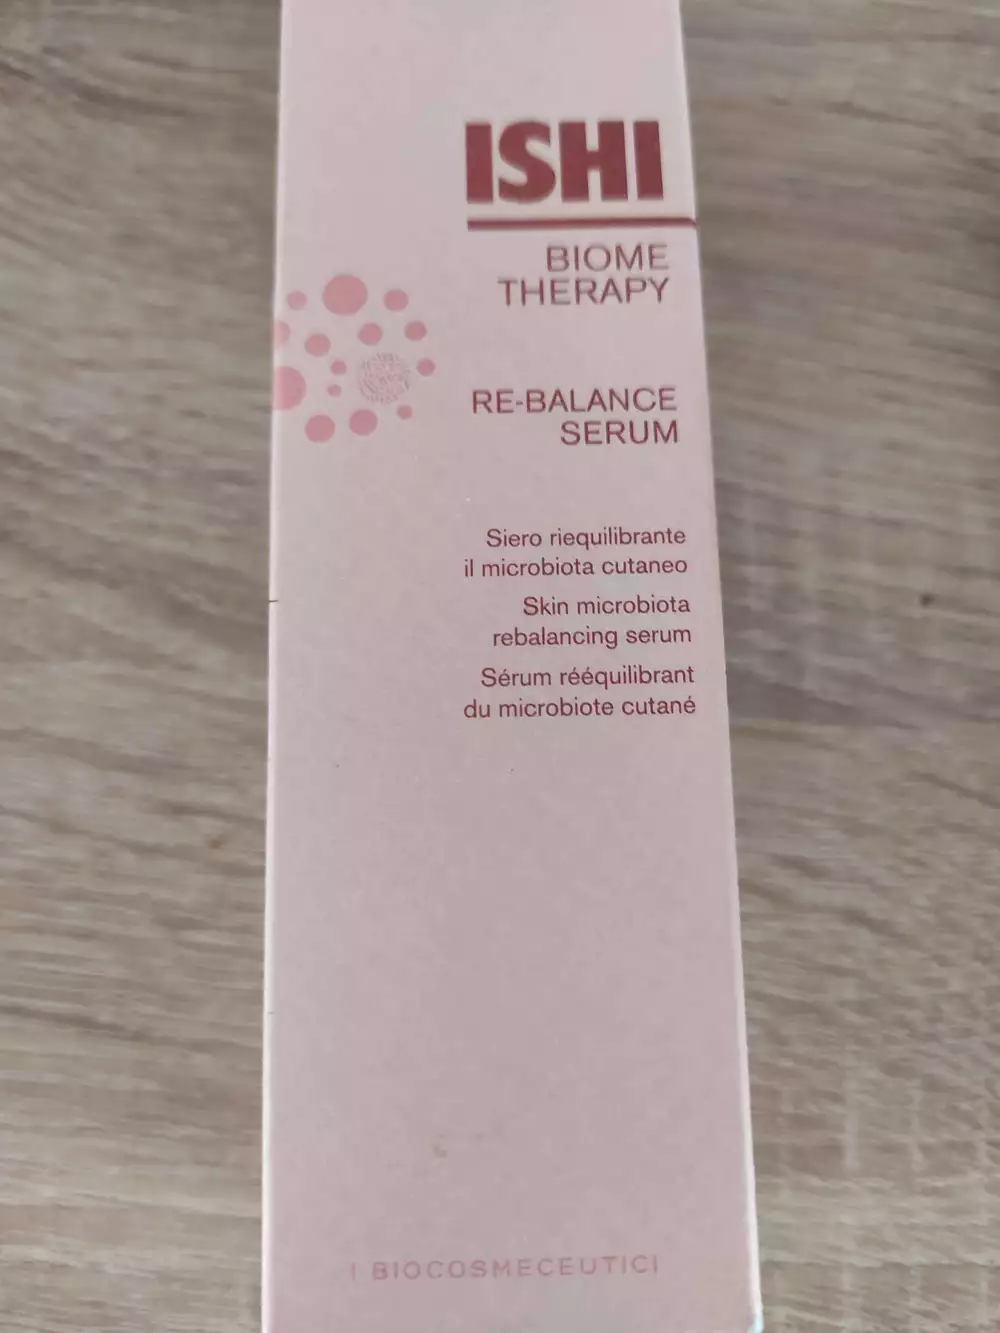 ISHI
BIOME
THERAPY
RE-BALANCE
SERUM
Siero riequilibrante
il microbiota cutaneo
Skin microbiota
rebalancing serum
Sérum rééquilibrant
du microbiote cutané
I BIOCOSMECEUTICI